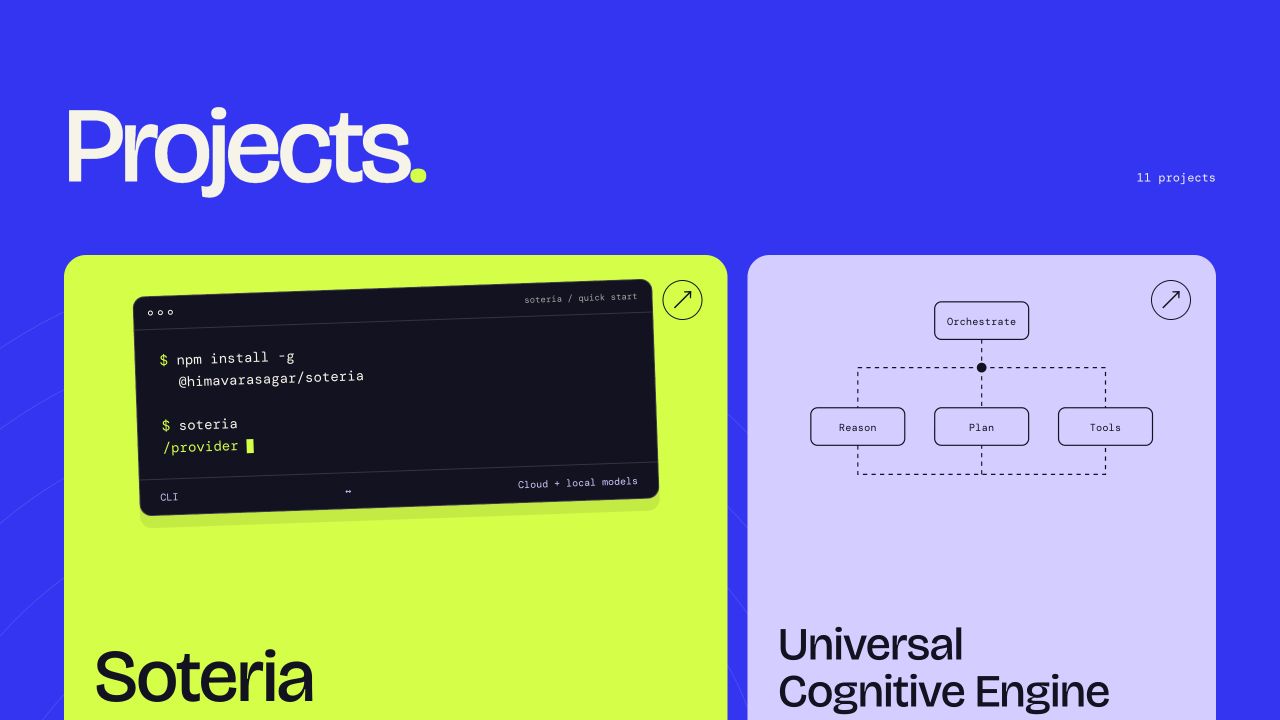 Projects.
11 projects
soteria / quick start
$ npm install -g
@himavarasagar/soteria
$ soteria
/provider
CLI
↔
Cloud + local models
Soteria
Orchestrate
Reason
Plan
Tools
Universal
Cognitive Engine